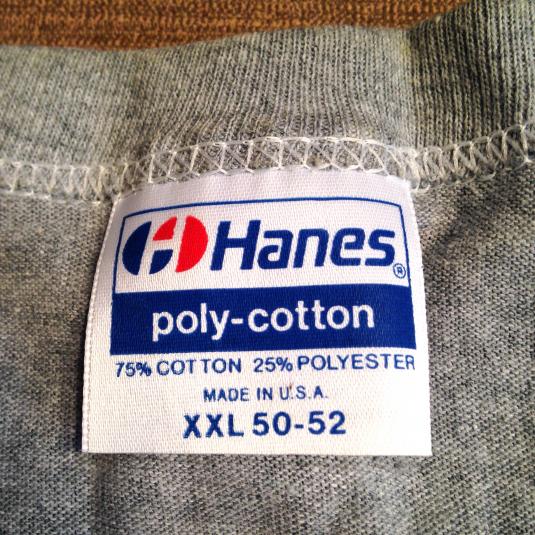 Hanes®
poly-cotton
75% COTTON 25% POLYESTER
MADE IN U.S.A.
XXL 50-52